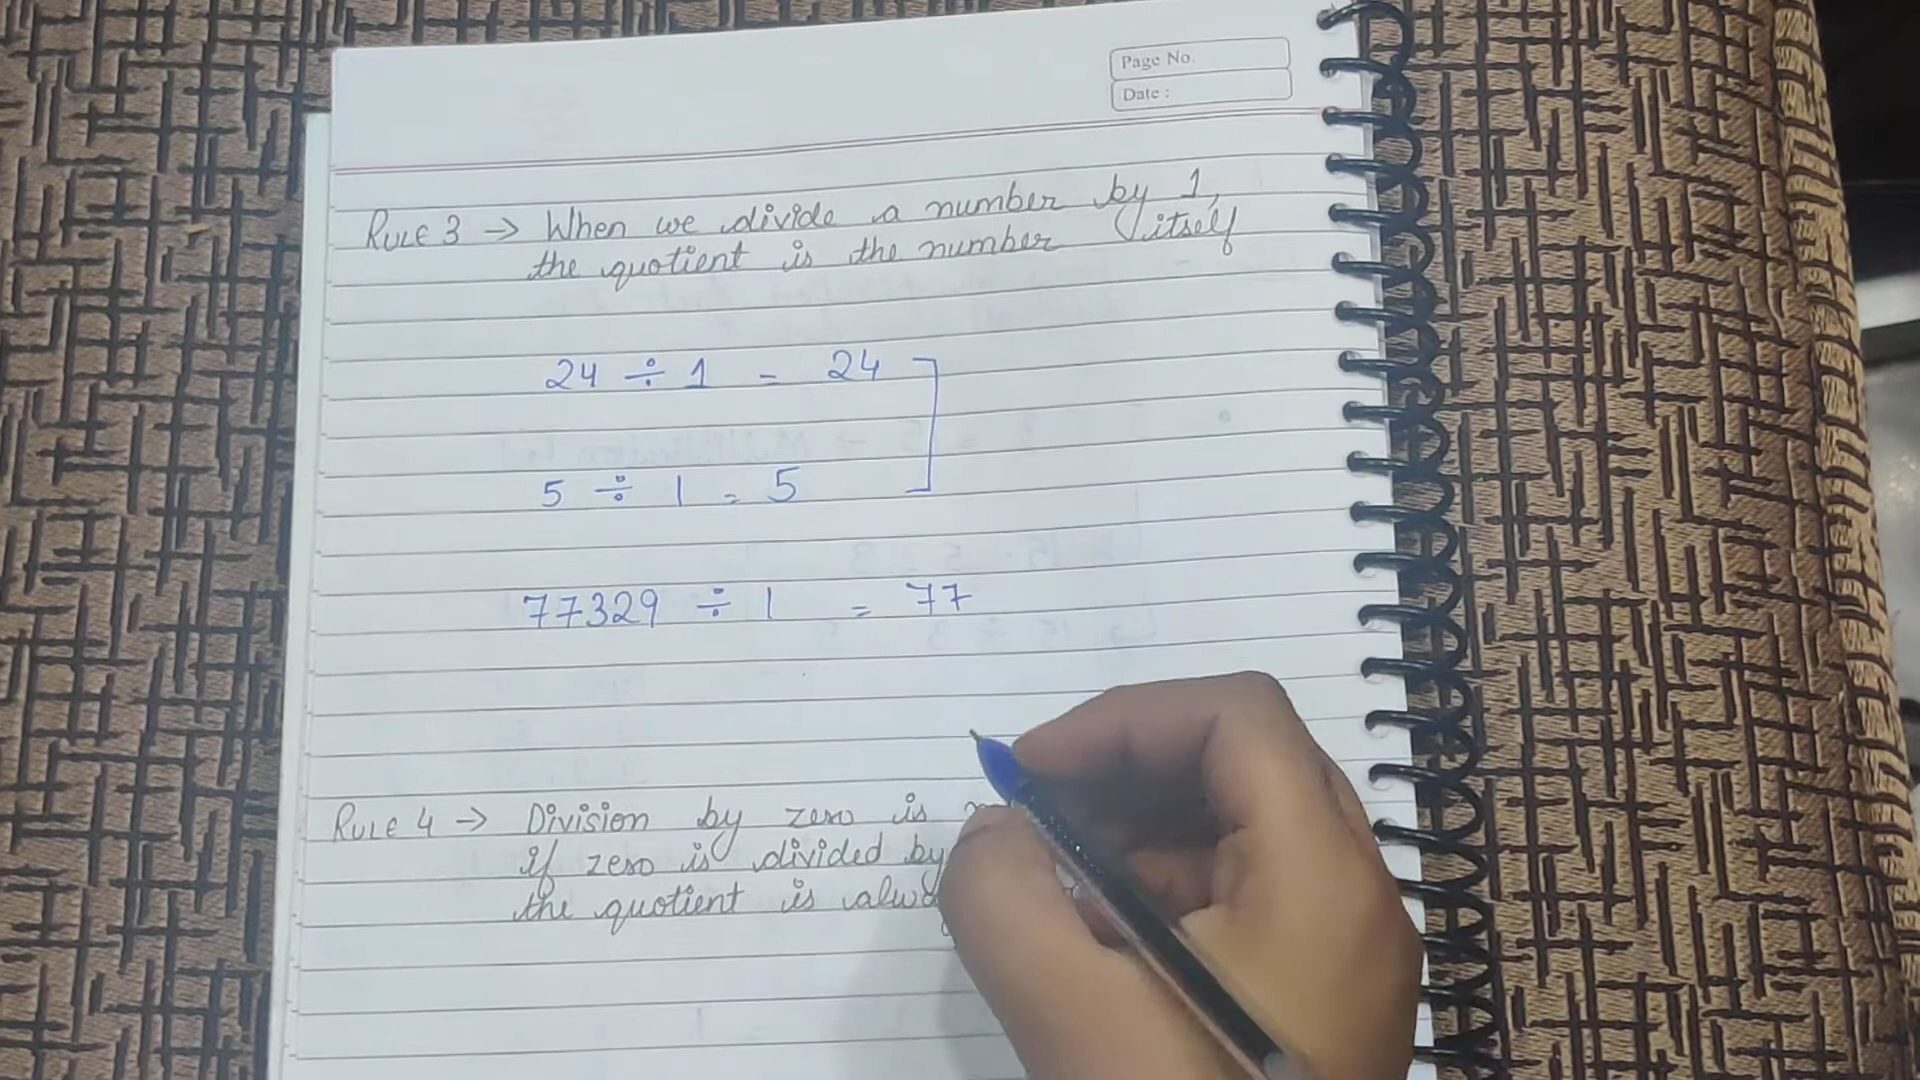 Page No.
Date :
RULE 3 → When we divide a number by 1,
the quotient is the number itself
24 ÷ 1 = 24
5 ÷ 1 = 5
77329 ÷ 1 = 77
RULE 4 → Division by zero is
if zero is divided by
the quotient is